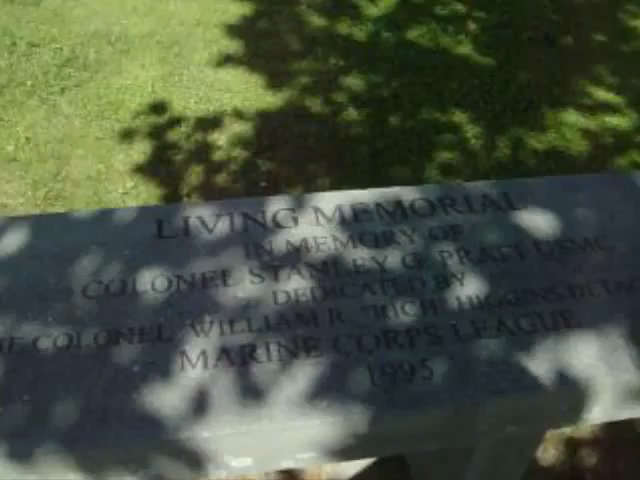 LIVING MEMORIAL
IN MEMORY OF
COLONEL STANLEY G. PRATT USMC
DEDICATED BY
COLONEL WILLIAM R. "RICH" HIGGINS
MARINE CORPS LEAGUE
1995